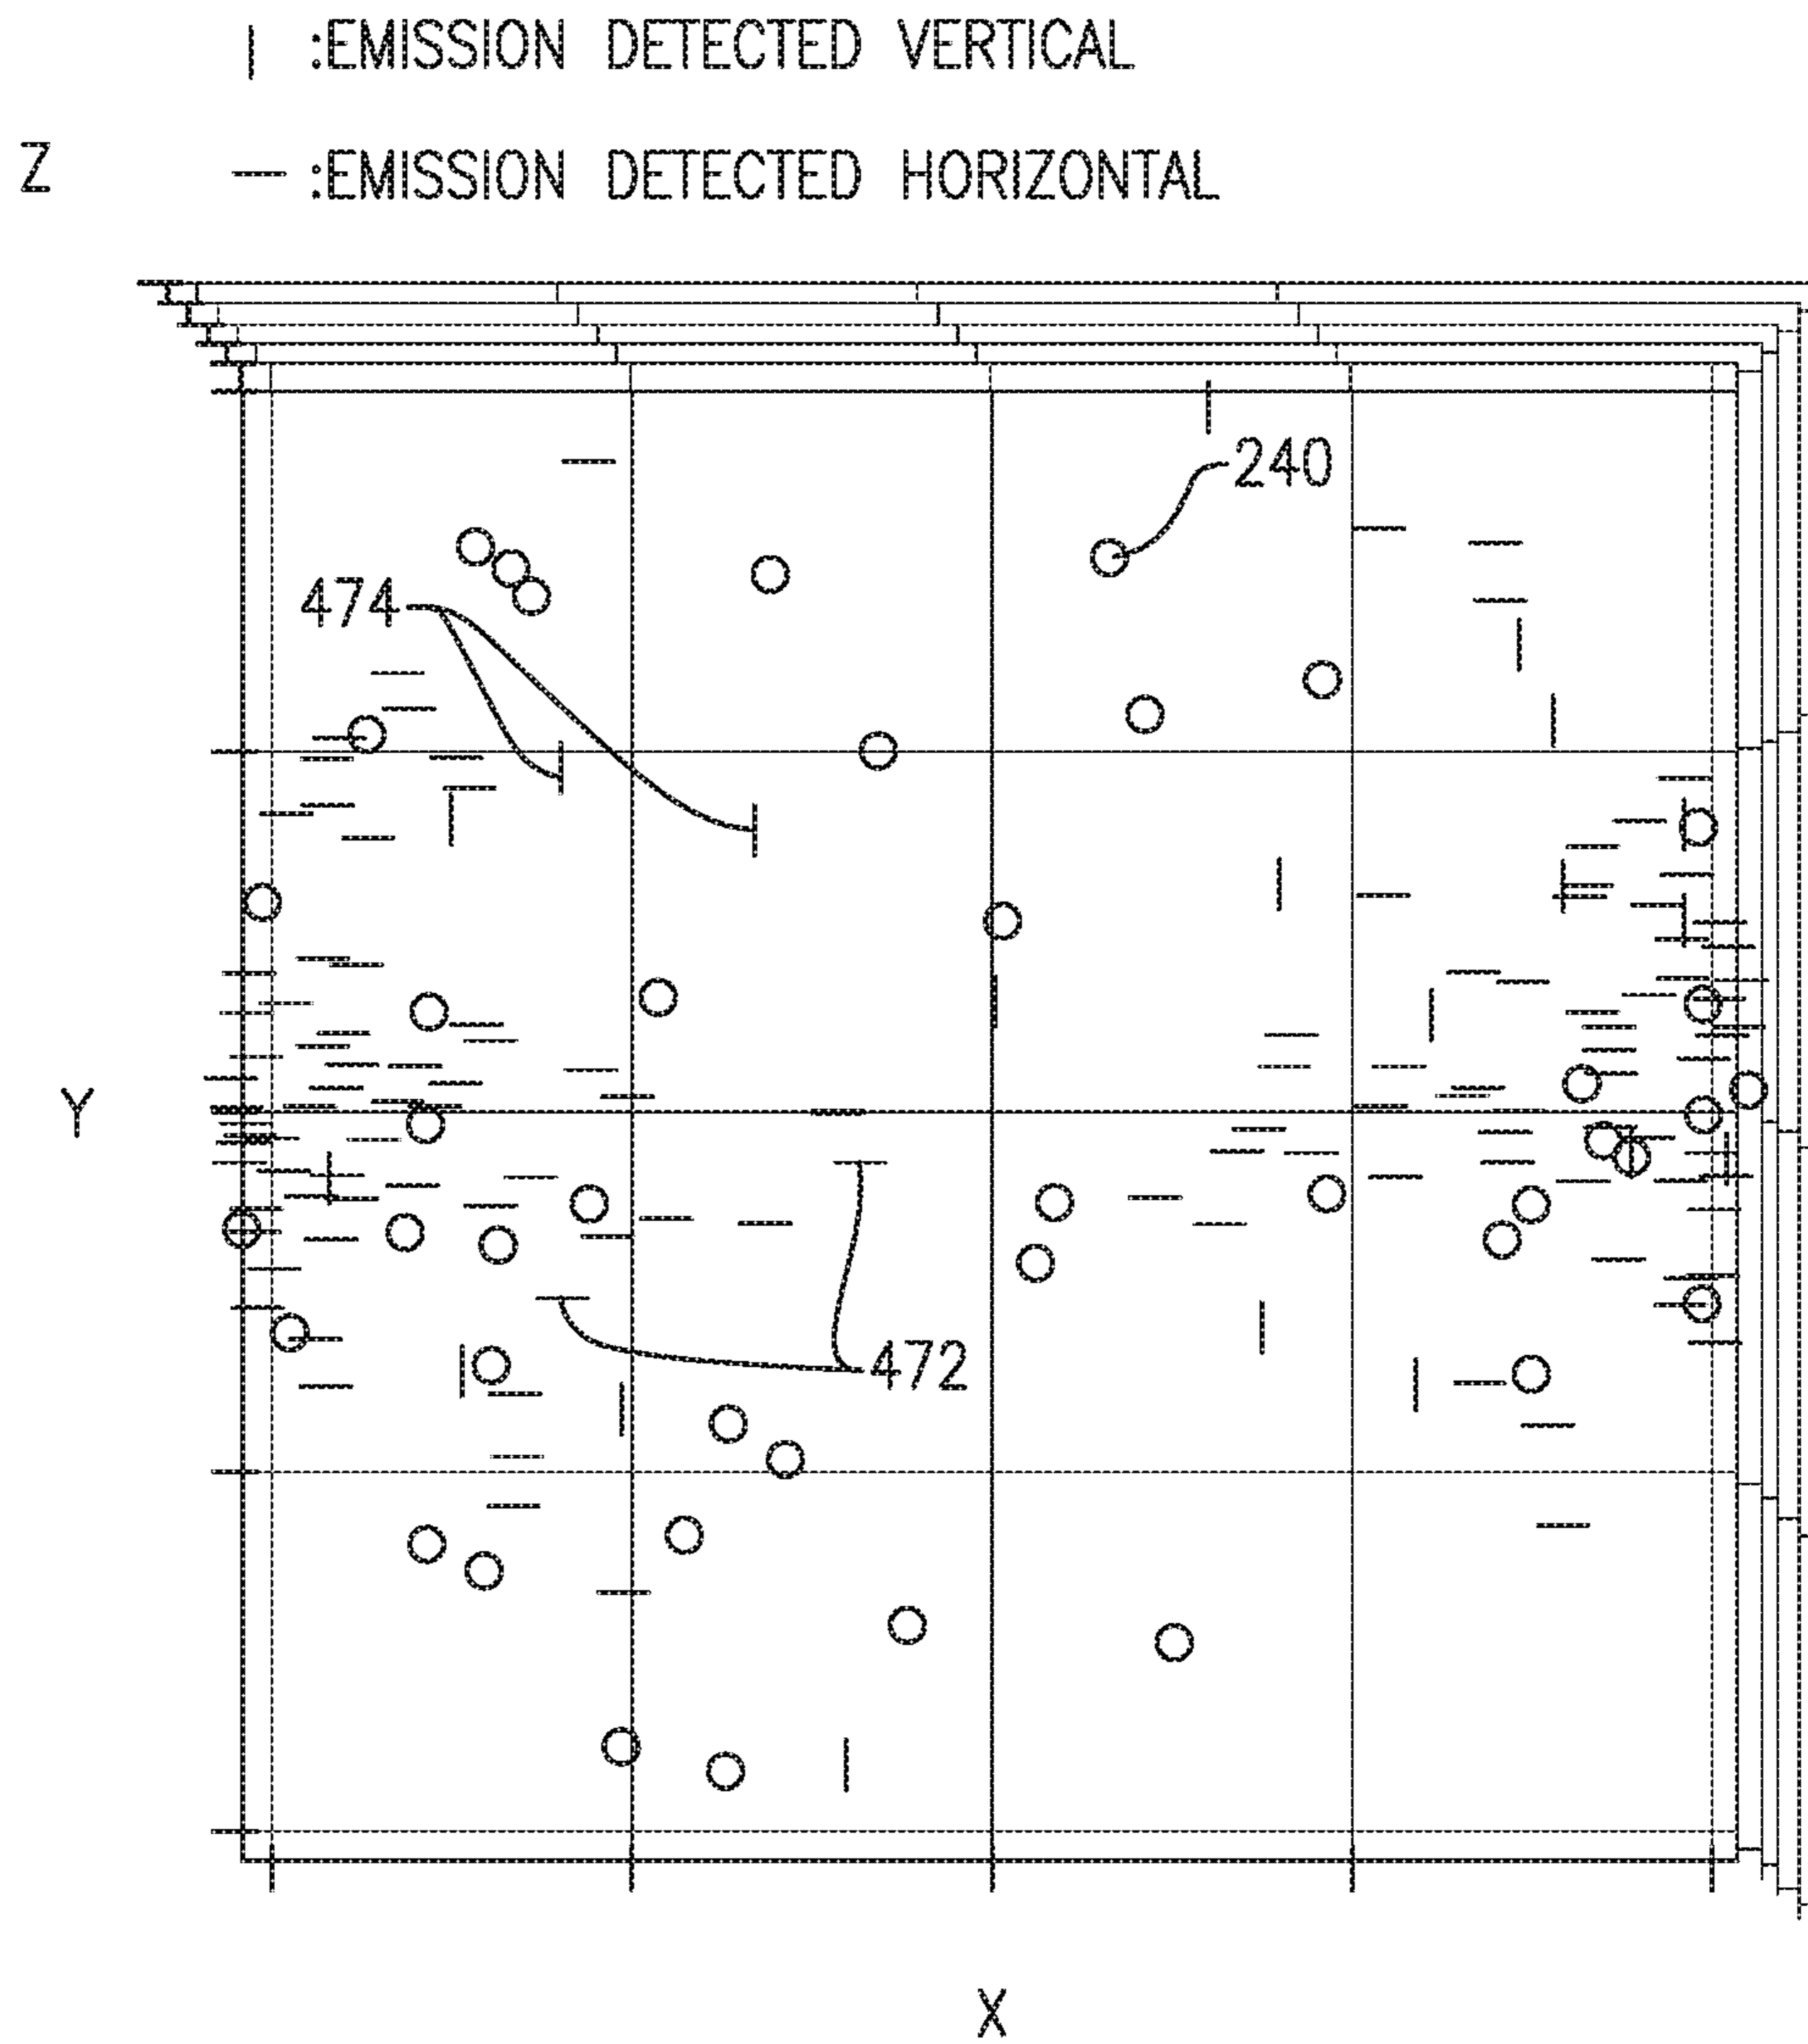 | :EMISSION DETECTED VERTICAL
Z
— :EMISSION DETECTED HORIZONTAL
240
474
Y
472
X